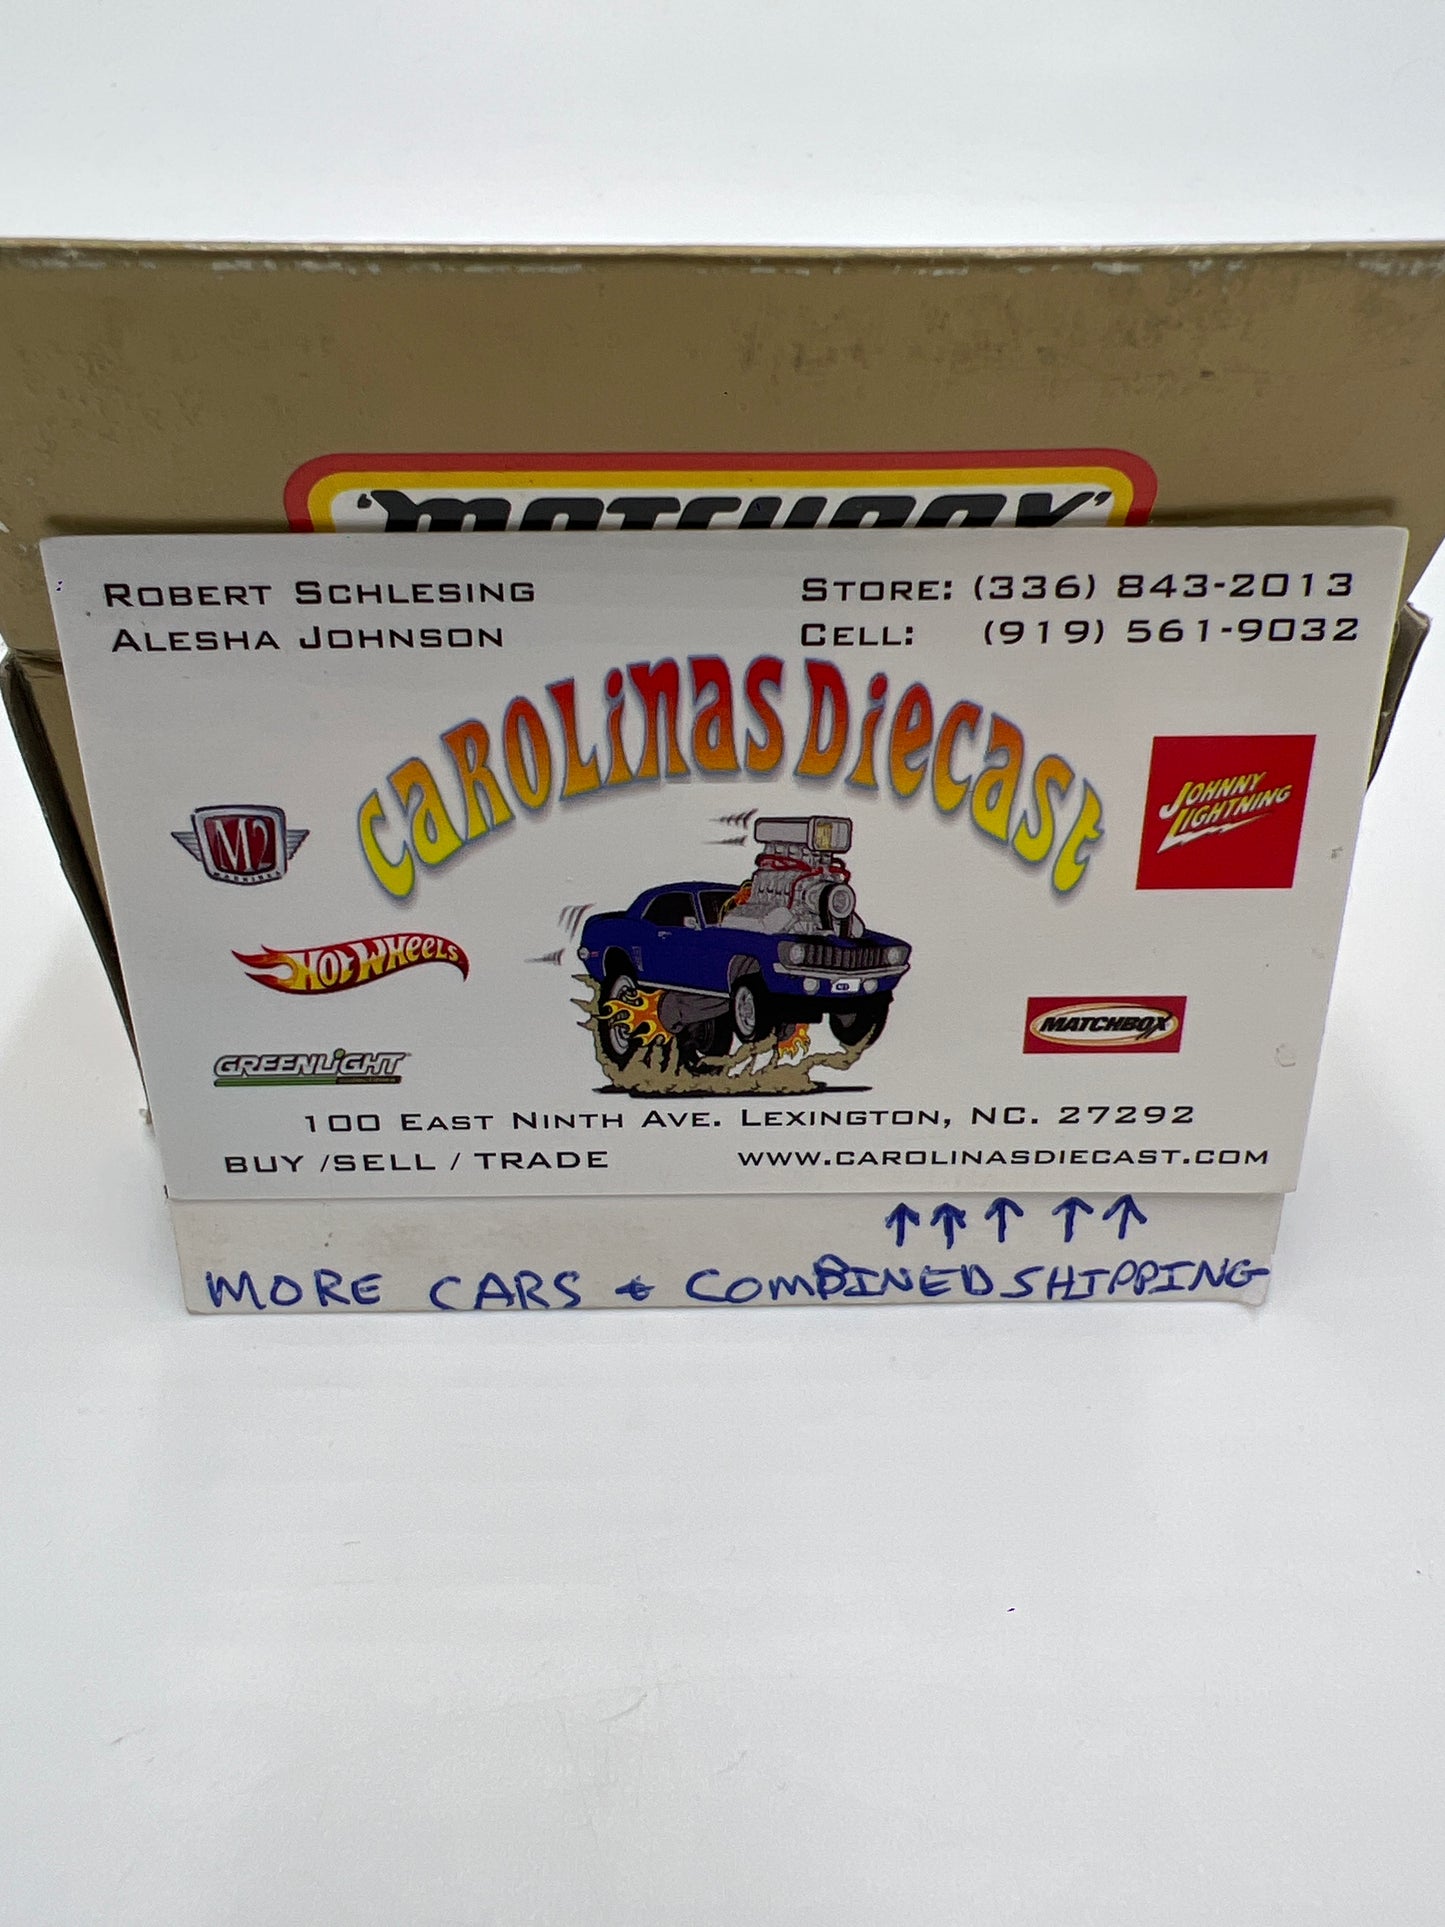 'MATCHBOX'
ROBERT SCHLESING
ALESHA JOHNSON
STORE: (336) 843-2013
CELL: (919) 561-9032
CAROLINAS DIECAST
M2
MACHINES
JOHNNY
LIGHTNING
HOT WHEELS
MATCHBOX
GREENLIGHT
100 EAST NINTH AVE. LEXINGTON, NC. 27292
BUY /SELL / TRADE
WWW.CAROLINASDIECAST.COM
↑↑↑ ↑↑
MORE CARS & COMBINED SHIPPING